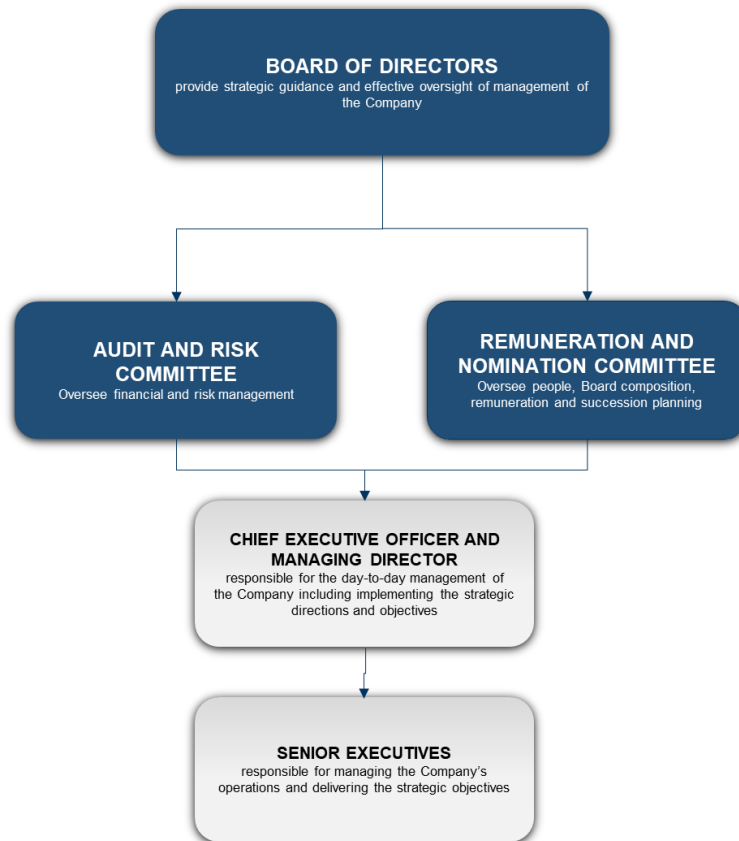 BOARD OF DIRECTORS
provide strategic guidance and effective oversight of management of
the Company
AUDIT AND RISK
COMMITTEE
Oversee financial and risk management
REMUNERATION AND
NOMINATION COMMITTEE
Oversee people, Board composition,
remuneration and succession planning
CHIEF EXECUTIVE OFFICER AND
MANAGING DIRECTOR
responsible for the day-to-day management of
the Company including implementing the strategic
directions and objectives
SENIOR EXECUTIVES
responsible for managing the Company’s
operations and delivering the strategic objectives